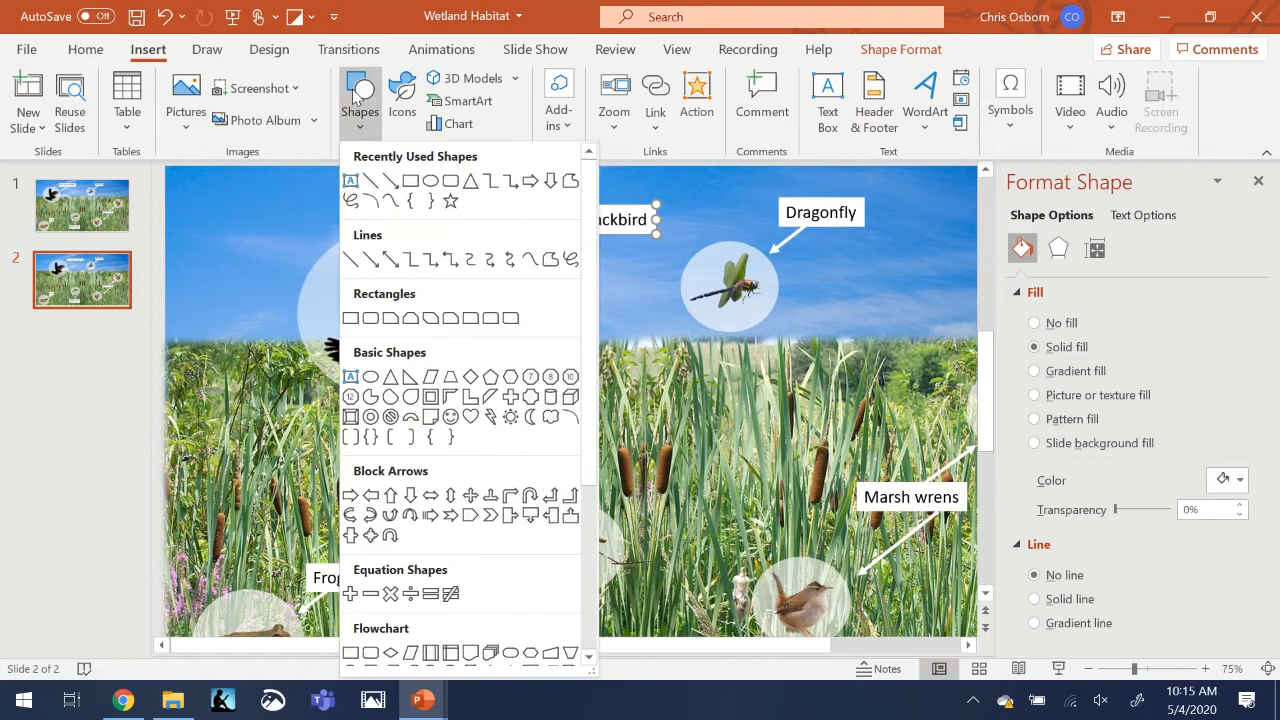 AutoSave Off Wetland Habitat Search Chris Osborn CO
File Home Insert Draw Design Transitions Animations Slide Show Review View Recording Help Shape Format Share Comments
New Slide Reuse Slides Table Pictures Screenshot Photo Album Shapes Icons 3D Models SmartArt Chart Add-ins Zoom Link Action Comment Text Box Header & Footer WordArt Symbols Video Audio Screen Recording
Slides Tables Images Links Comments Text Media
Recently Used Shapes
Lines
Rectangles
Basic Shapes
Block Arrows
Equation Shapes
Flowchart
1
2
ckbird
Dragonfly
Marsh wrens
Frog
Format Shape
Shape Options Text Options
Fill
No fill
Solid fill
Gradient fill
Picture or texture fill
Pattern fill
Slide background fill
Color
Transparency 0%
Line
No line
Solid line
Gradient line
Slide 2 of 2 Notes 75%
10:15 AM
5/4/2020